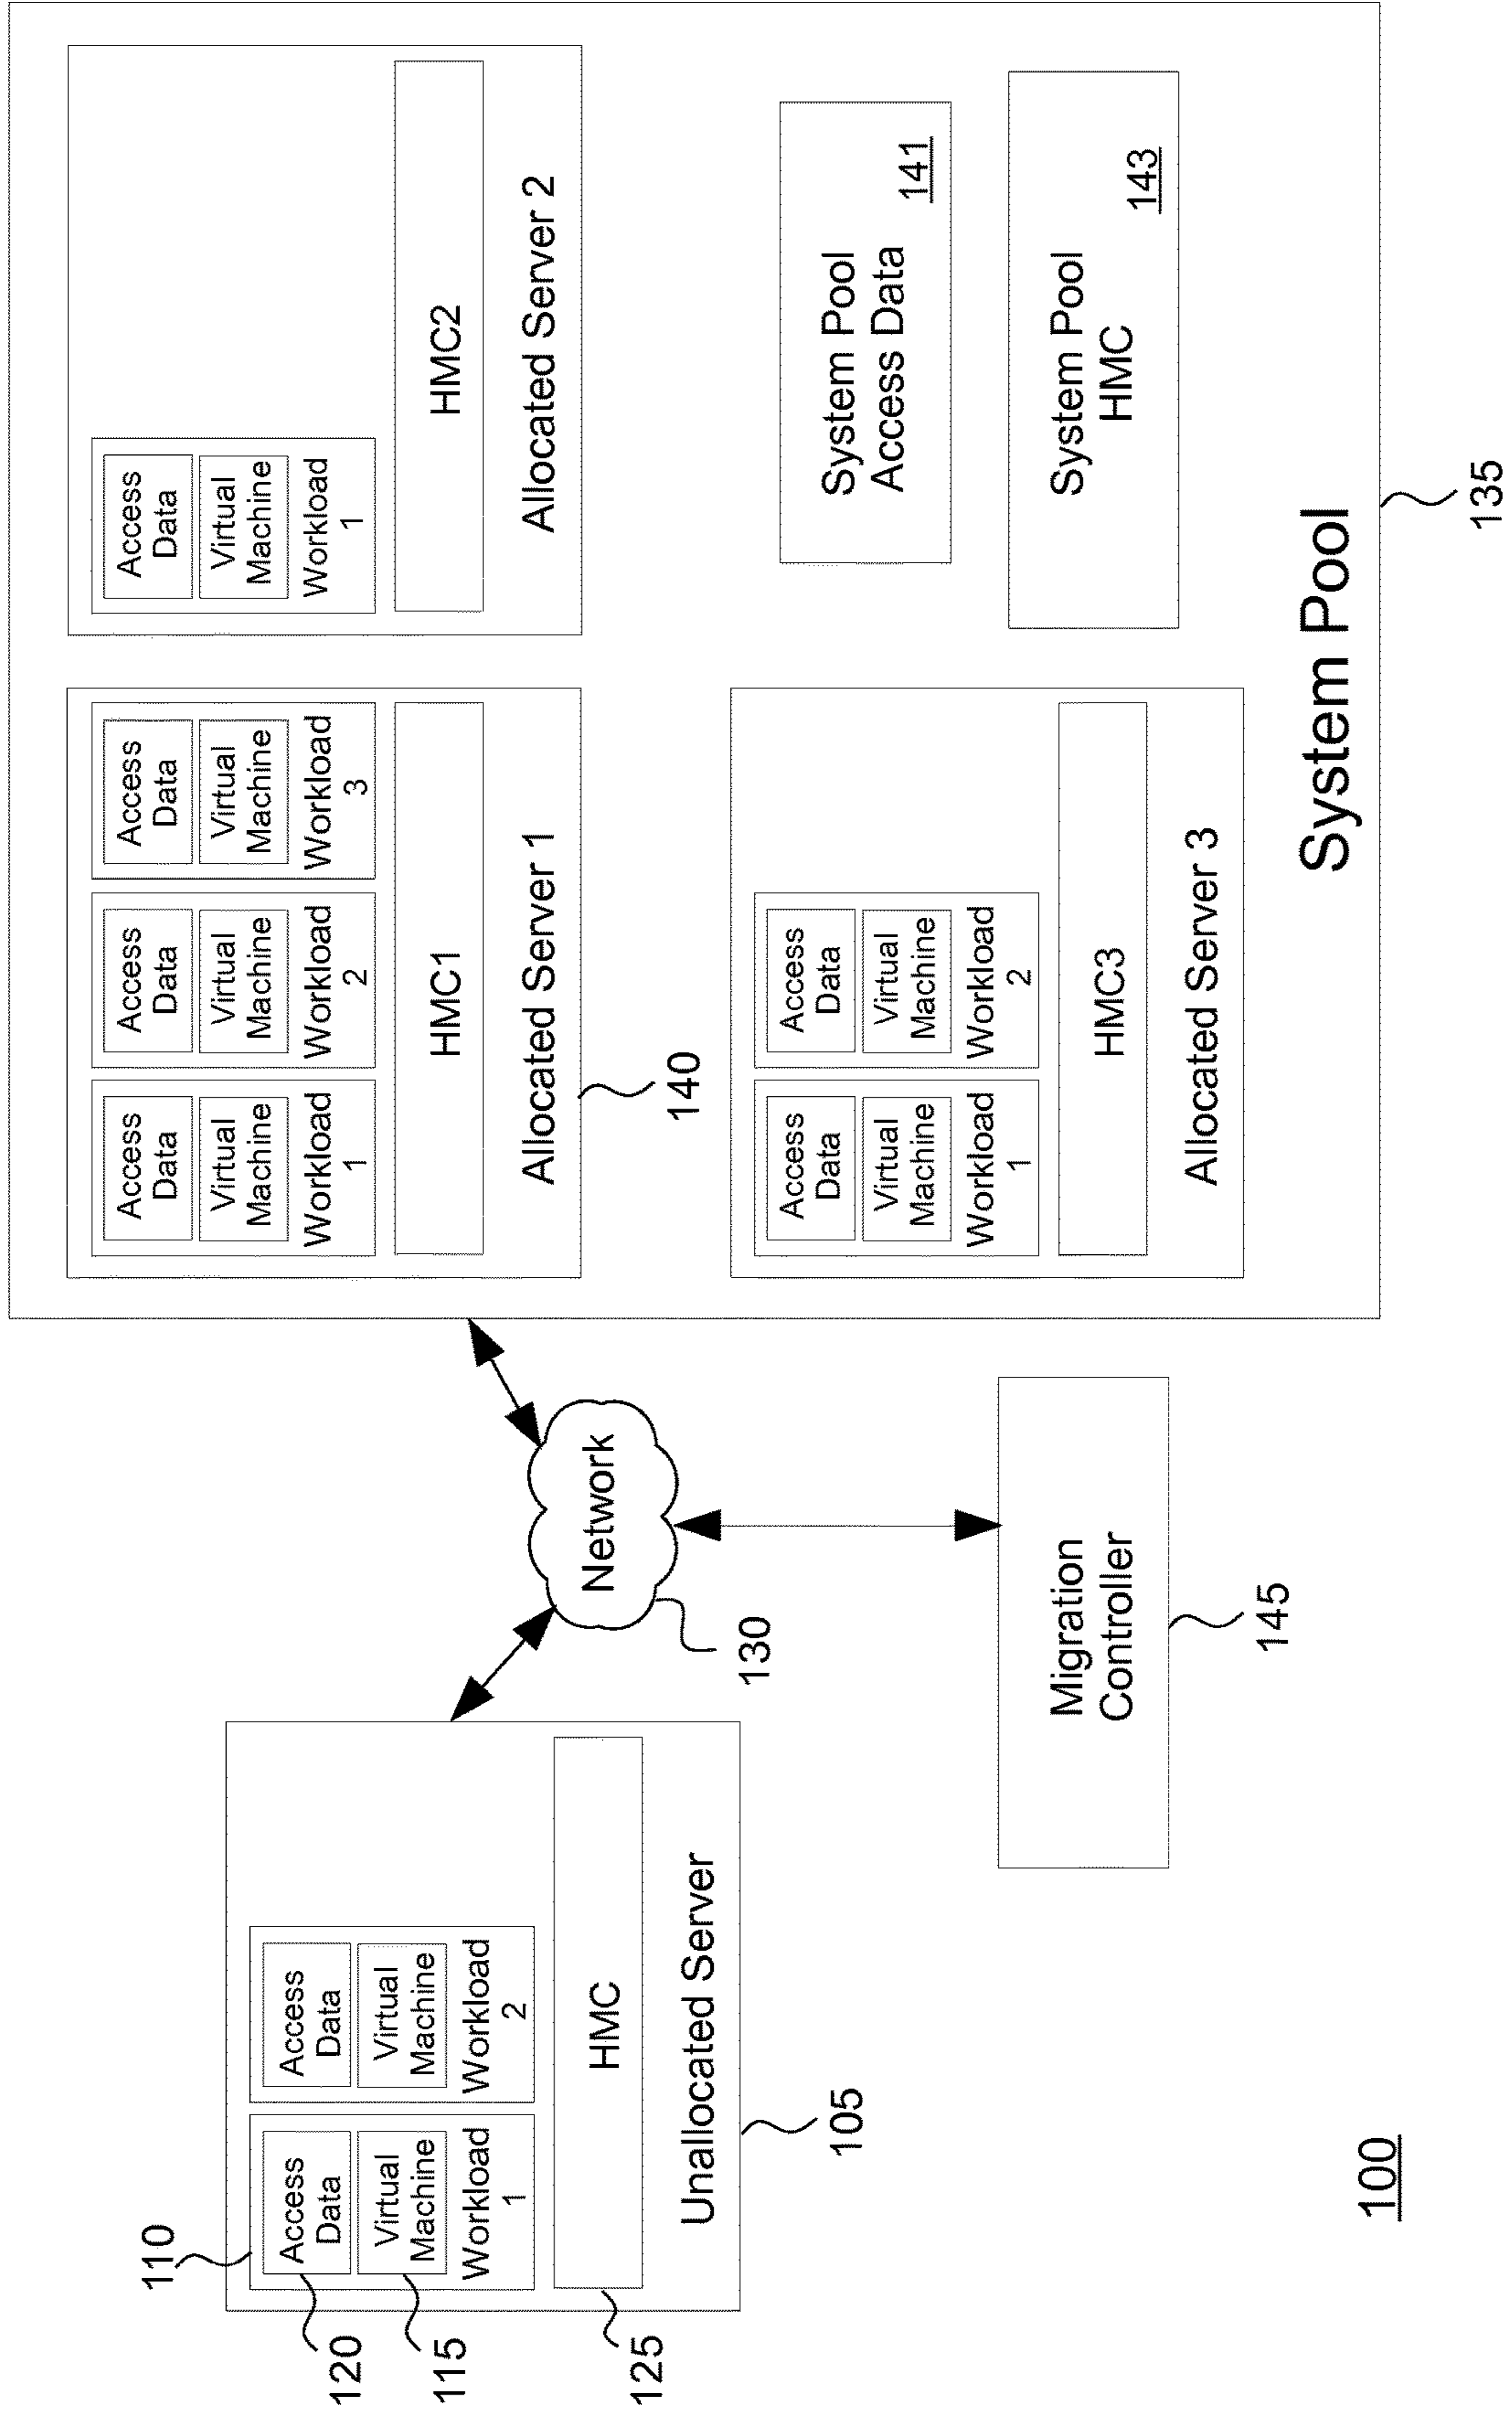 110
120
115
125
Access
Data
Virtual
Machine
Workload
1
Access
Data
Virtual
Machine
Workload
2
HMC
Unallocated Server
105
Network
130
Migration
Controller
145
Access
Data
Virtual
Machine
Workload
1
Access
Data
Virtual
Machine
Workload
2
Access
Data
Virtual
Machine
Workload
3
HMC1
Allocated Server 1
140
Access
Data
Virtual
Machine
Workload
1
HMC2
Allocated Server 2
Access
Data
Virtual
Machine
Workload
1
Access
Data
Virtual
Machine
Workload
2
HMC3
Allocated Server 3
System Pool
Access Data
141
System Pool
HMC
143
System Pool
135
100